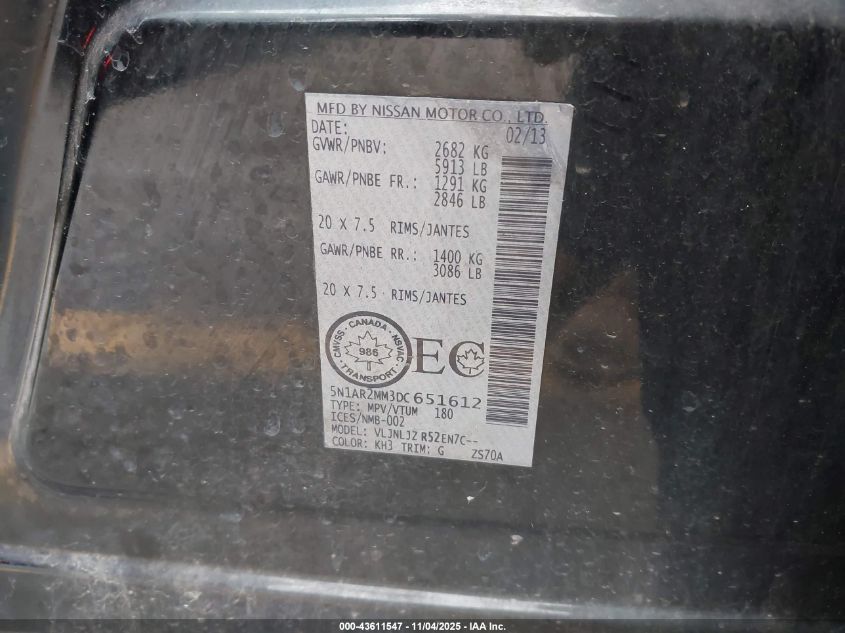 MFD BY NISSAN MOTOR CO., LTD.
DATE: 02/13
GVWR/PNBV: 2682 KG
5913 LB
GAWR/PNBE FR.: 1291 KG
2846 LB
20 X 7.5 RIMS/JANTES
GAWR/PNBE RR.: 1400 KG
3086 LB
20 X 7.5 RIMS/JANTES
CANADA
CMVSS - NSVAC
986
TRANSPORT
EC
5N1AR2MM3DC651612
TYPE: MPV/VTUM 180
ICES/NMB-002
MODEL: VLJNLJZ R52EN7C--
COLOR: KH3 TRIM: G ZS70A
000-43611547 - 11/04/2025 - IAA Inc.